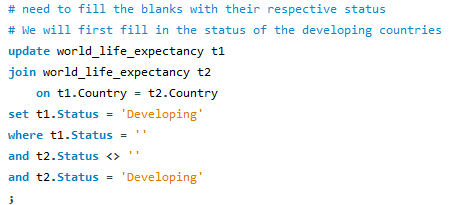 # need to fill the blanks with their respective status
# We will first fill in the status of the developing countries
update world_life_expectancy t1
join world_life_expectancy t2
    on t1.Country = t2.Country
set t1.Status = 'Developing'
where t1.Status = ''
and t2.Status <> ''
and t2.Status = 'Developing'
;